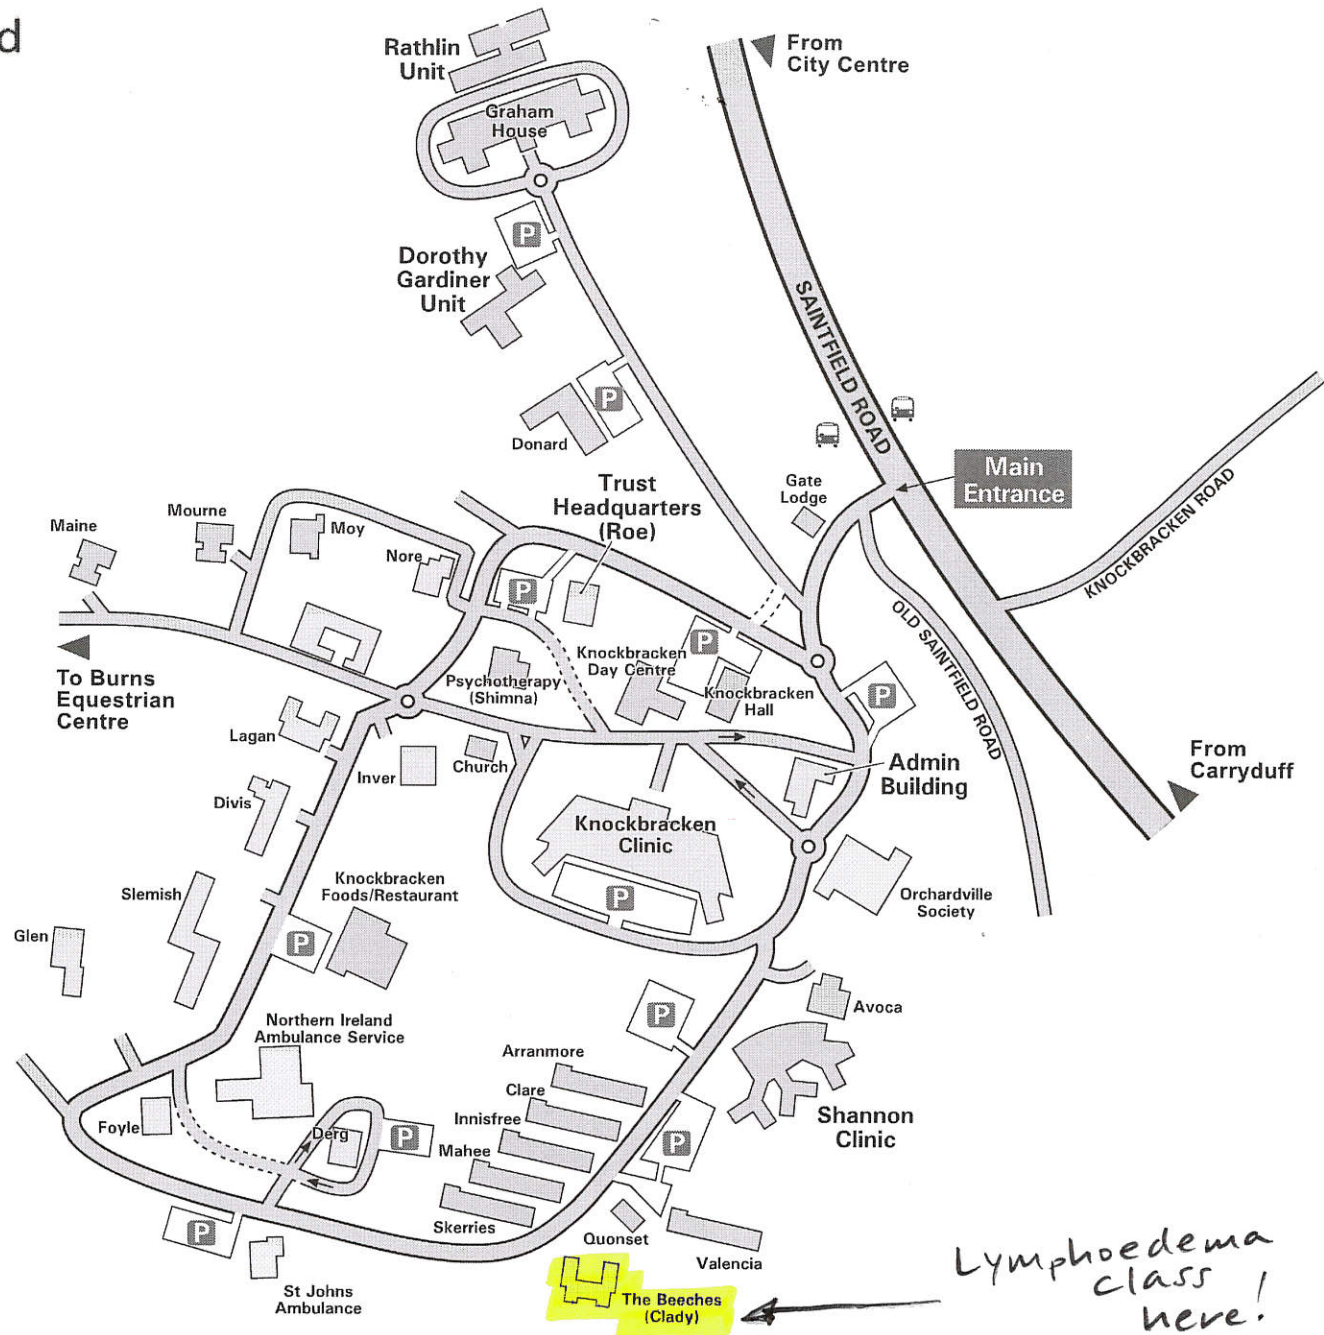 d
Rathlin
Unit
From
City Centre
Graham
House
P
Dorothy
Gardiner
Unit
SAINTFIELD ROAD
P
Donard
Main
Entrance
Gate
Lodge
Trust
Headquarters
(Roe)
KNOCKBRACKEN ROAD
Maine
Mourne
Moy
Nore
P
OLD SAINTFIELD ROAD
To Burns
Equestrian
Centre
Psychotherapy
(Shimna)
Knockbracken
Day Centre
P
Knockbracken
Hall
P
Lagan
Inver
Church
Admin
Building
From
Carryduff
Divis
Knockbracken
Clinic
P
Slemish
Knockbracken
Foods/Restaurant
Orchardville
Society
Glen
P
Avoca
P
Northern Ireland
Ambulance Service
Arranmore
Clare
Innisfree
Mahee
Skerries
Shannon
Clinic
P
Foyle
Derg
P
P
St Johns
Ambulance
Quonset
Valencia
The Beeches
(Clady)
Lymphoedema
class
here!